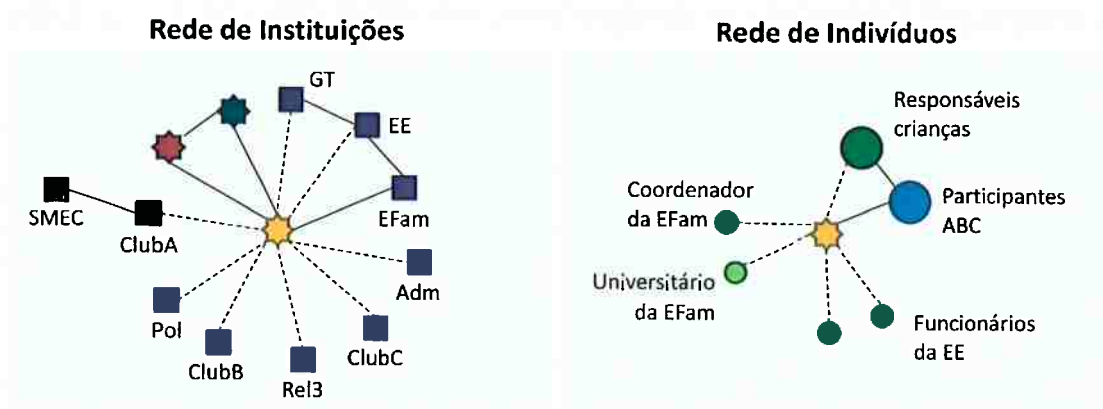 Rede de Instituições
GT
EE
SMEC
ClubA
EFam
Adm
Pol
ClubB
Rel3
ClubC
Rede de Indivíduos
Responsáveis
crianças
Coordenador
da EFam
Participantes
ABC
Universitário
da EFam
Funcionários
da EE